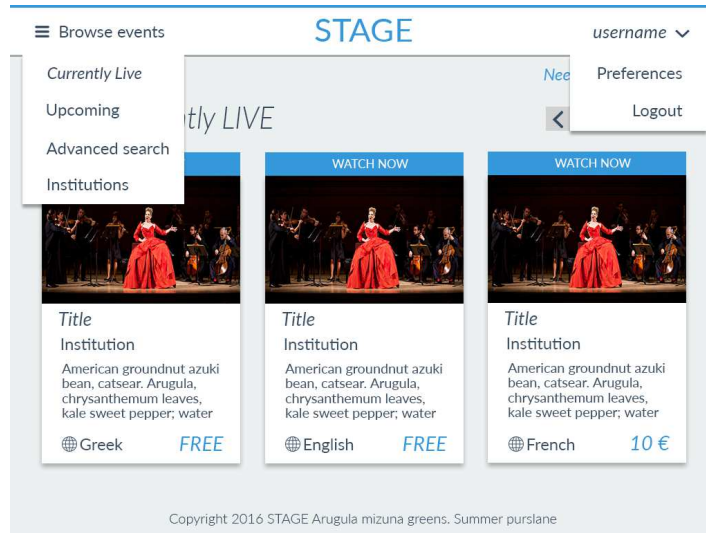 Browse events
STAGE
username
Currently Live
Upcoming
Advanced search
Institutions
Preferences
Logout
LIVE
WATCH NOW
WATCH NOW
Title
Institution
American groundnut azuki
bean, catsear. Arugula,
chrysanthemum leaves,
kale sweet pepper; water
Greek
FREE
Title
Institution
American groundnut azuki
bean, catsear. Arugula,
chrysanthemum leaves,
kale sweet pepper; water
English
FREE
Title
Institution
American groundnut azuki
bean, catsear. Arugula,
chrysanthemum leaves,
kale sweet pepper; water
French
10 €
Copyright 2016 STAGE Arugula mizuna greens. Summer purslane